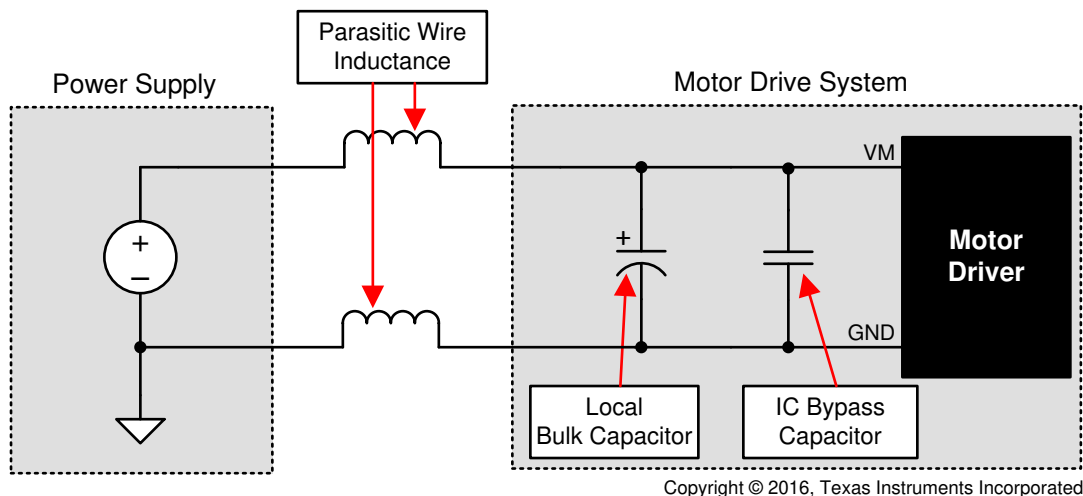 Parasitic Wire
Inductance
Power Supply
Motor Drive System
VM
+
–
+
Motor
Driver
GND
Local
Bulk Capacitor
IC Bypass
Capacitor
Copyright © 2016, Texas Instruments Incorporated